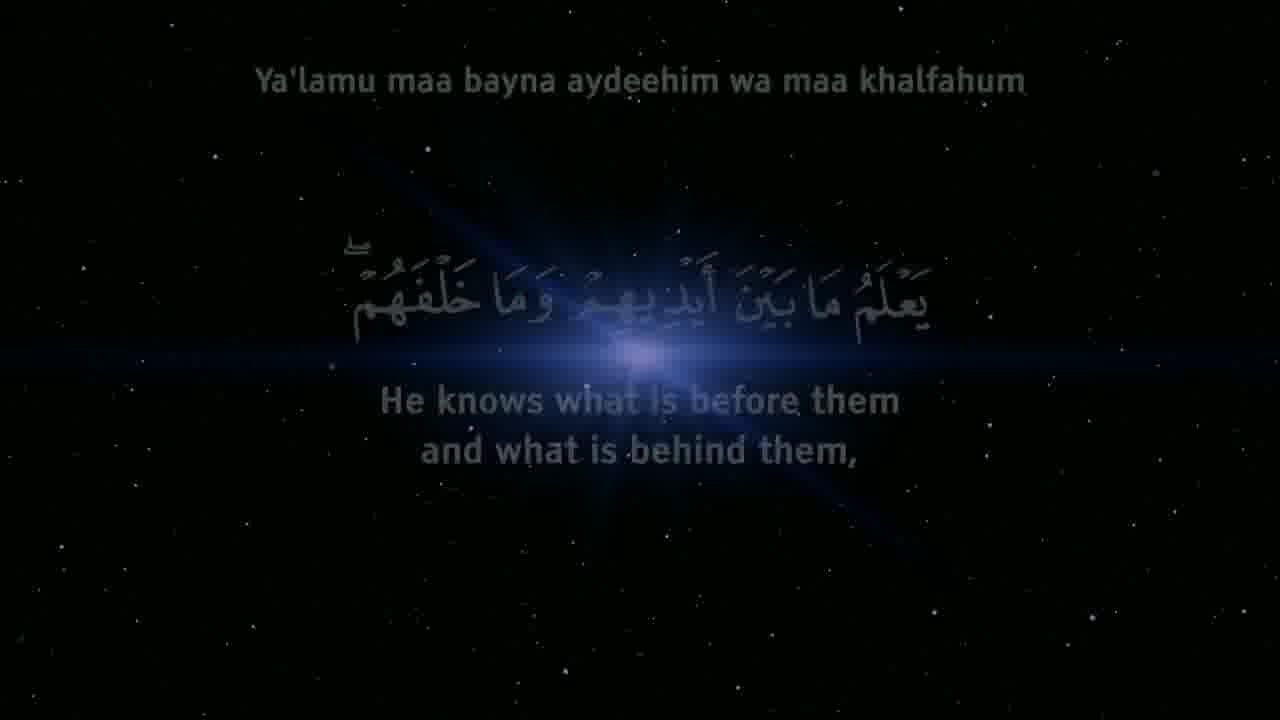 Ya'lamu maa bayna aydeehim wa maa khalfahum
يَعْلَمُ مَا بَيْنَ أَيْدِيهِمْ وَمَا خَلْفَهُمْ ۖ
He knows what is before them
and what is behind them,